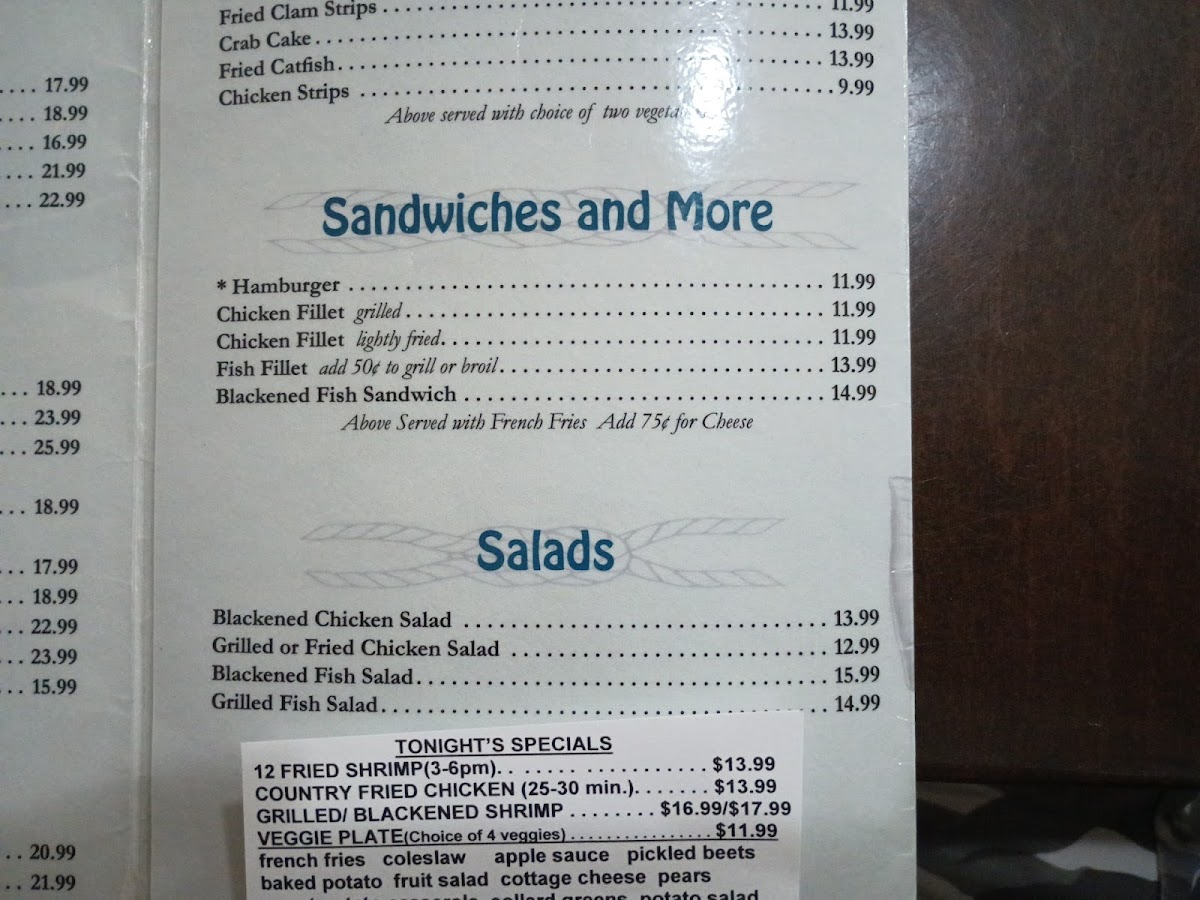 .... 17.99
.... 18.99
.... 16.99
... 21.99
... 22.99
... 18.99
... 23.99
... 25.99
... 18.99
... 17.99
... 18.99
... 22.99
... 23.99
... 15.99
.. 20.99
.. 21.99
Fried Clam Strips ........ 11.99
Crab Cake ........ 13.99
Fried Catfish ........ 13.99
Chicken Strips ........ 9.99
Above served with choice of two
Sandwiches and More
* Hamburger ........ 11.99
Chicken Fillet grilled ........ 11.99
Chicken Fillet lightly fried ........ 11.99
Fish Fillet add 50¢ to grill or broil ........ 13.99
Blackened Fish Sandwich ........ 14.99
Above Served with French Fries Add 75¢ for Cheese
Salads
Blackened Chicken Salad ........ 13.99
Grilled or Fried Chicken Salad ........ 12.99
Blackened Fish Salad ........ 15.99
Grilled Fish Salad ........ 14.99
TONIGHT'S SPECIALS
12 FRIED SHRIMP(3-6pm) ........ $13.99
COUNTRY FRIED CHICKEN (25-30 min.) ........ $13.99
GRILLED/ BLACKENED SHRIMP ........ $16.99/$17.99
VEGGIE PLATE(Choice of 4 veggies) ........ $11.99
french fries coleslaw apple sauce pickled beets
baked potato fruit salad cottage cheese pears
collard greens potato salad